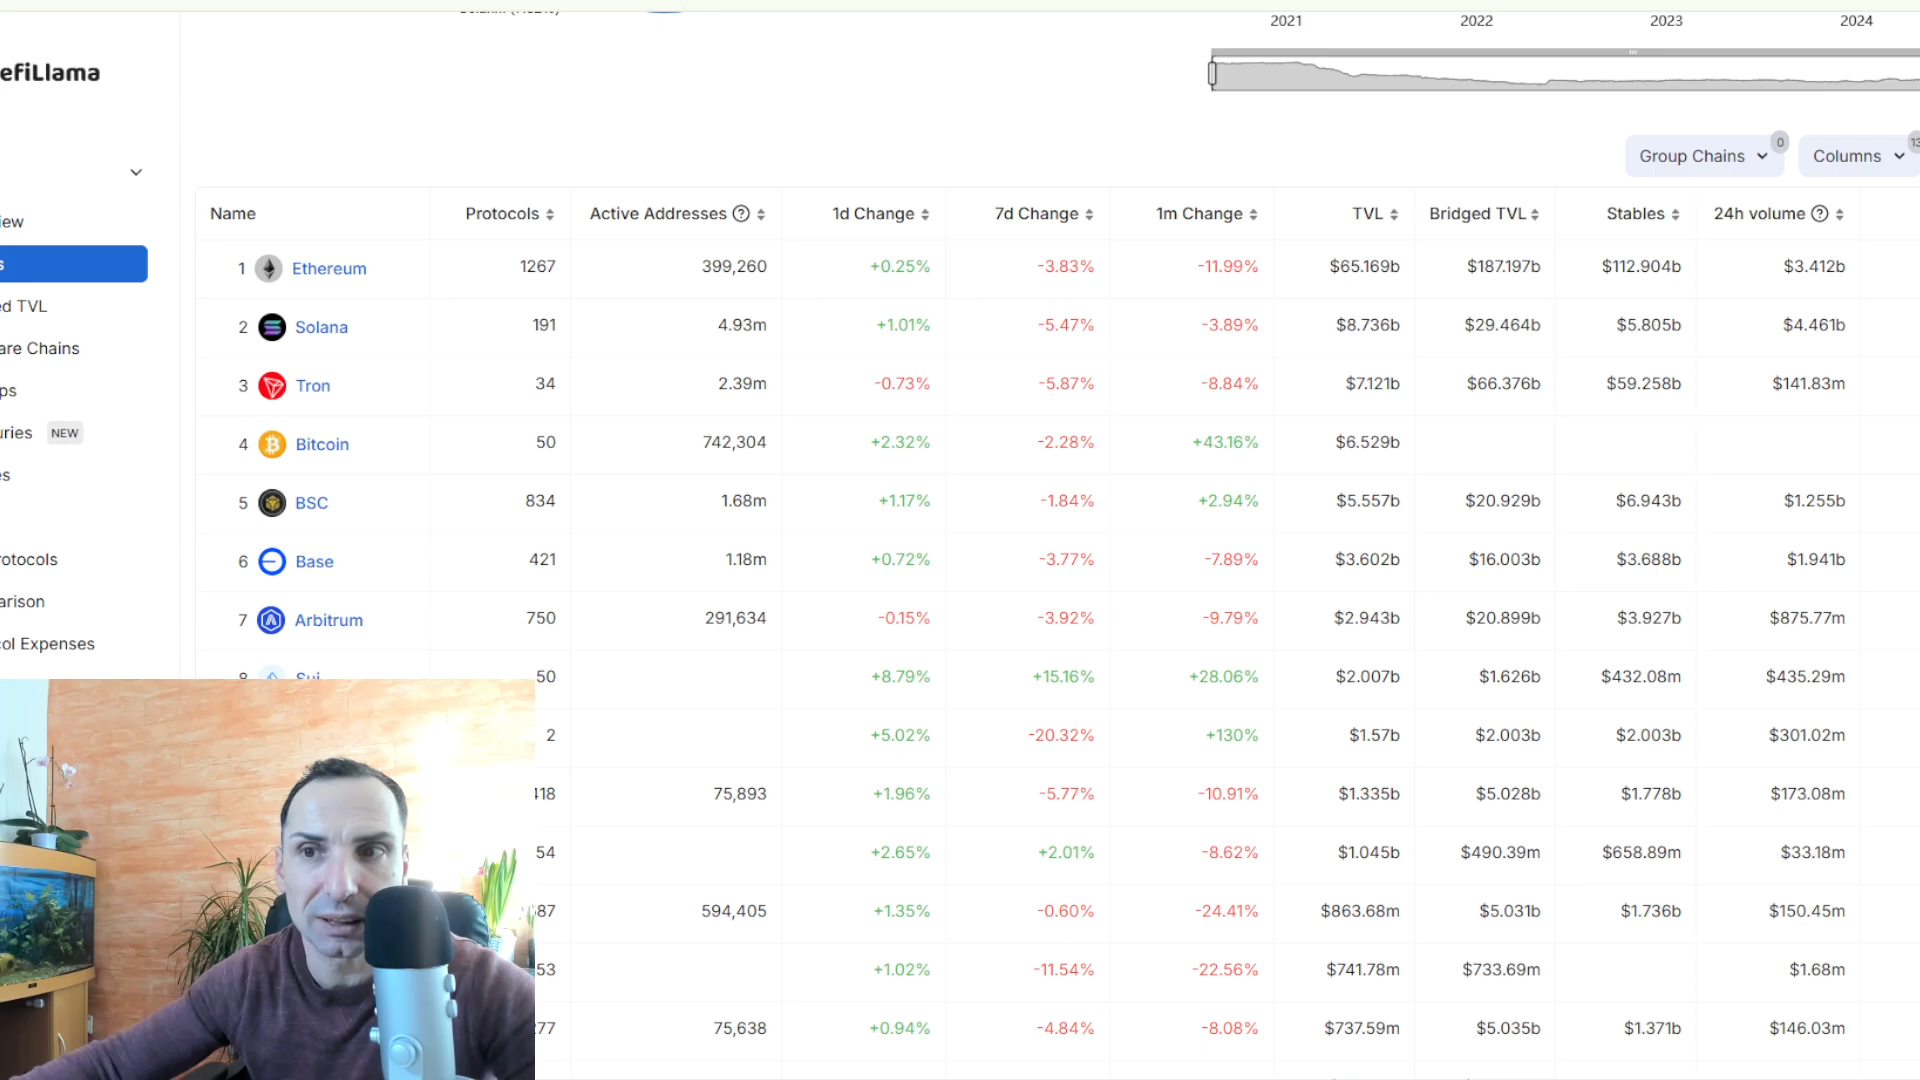 2021 2022 2023 2024
efiLlama
0 13
Group Chains Columns
Name Protocols Active Addresses ? 1d Change 7d Change 1m Change TVL Bridged TVL Stables 24h volume ?
iew
1 Ethereum 1267 399,260 +0.25% -3.83% -11.99% $65.169b $187.197b $112.904b $3.412b
s
ed TVL
2 Solana 191 4.93m +1.01% -5.47% -3.89% $8.736b $29.464b $5.805b $4.461b
are Chains
3 Tron 34 2.39m -0.73% -5.87% -8.84% $7.121b $66.376b $59.258b $141.83m
ps
uries NEW
4 Bitcoin 50 742,304 +2.32% -2.28% +43.16% $6.529b
es
5 BSC 834 1.68m +1.17% -1.84% +2.94% $5.557b $20.929b $6.943b $1.255b
rotocols
6 Base 421 1.18m +0.72% -3.77% -7.89% $3.602b $16.003b $3.688b $1.941b
arison
7 Arbitrum 750 291,634 -0.15% -3.92% -9.79% $2.943b $20.899b $3.927b $875.77m
col Expenses
8 Sui 50 +8.79% +15.16% +28.06% $2.007b $1.626b $432.08m $435.29m
2 +5.02% -20.32% +130% $1.57b $2.003b $2.003b $301.02m
418 75,893 +1.96% -5.77% -10.91% $1.335b $5.028b $1.778b $173.08m
54 +2.65% +2.01% -8.62% $1.045b $490.39m $658.89m $33.18m
87 594,405 +1.35% -0.60% -24.41% $863.68m $5.031b $1.736b $150.45m
53 +1.02% -11.54% -22.56% $741.78m $733.69m $1.68m
77 75,638 +0.94% -4.84% -8.08% $737.59m $5.035b $1.371b $146.03m